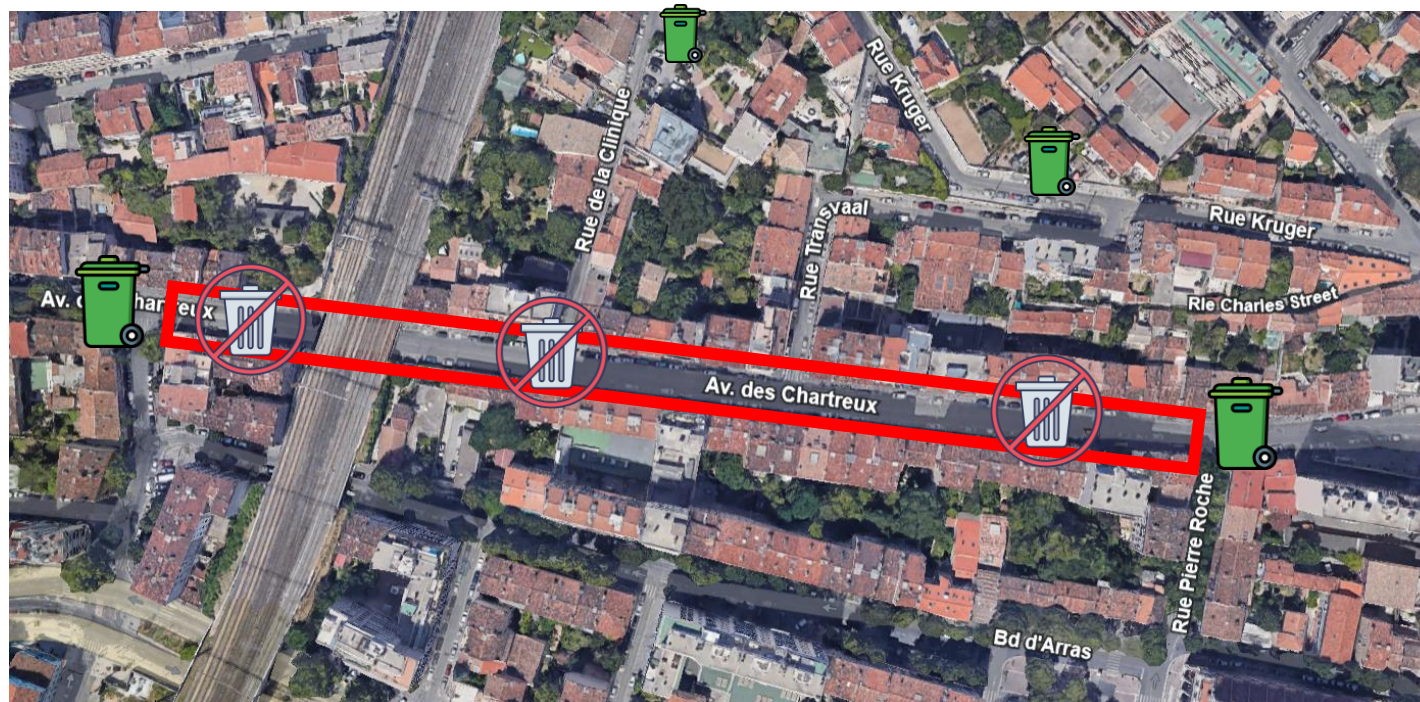 Rue de la Clinique
Rue Kruger
Rue Transvaal
Rue Kruger
Rle Charles Street
Av. d Chartreux
Av. des Chartreux
Rue Pierre Roche
Bd d'Arras